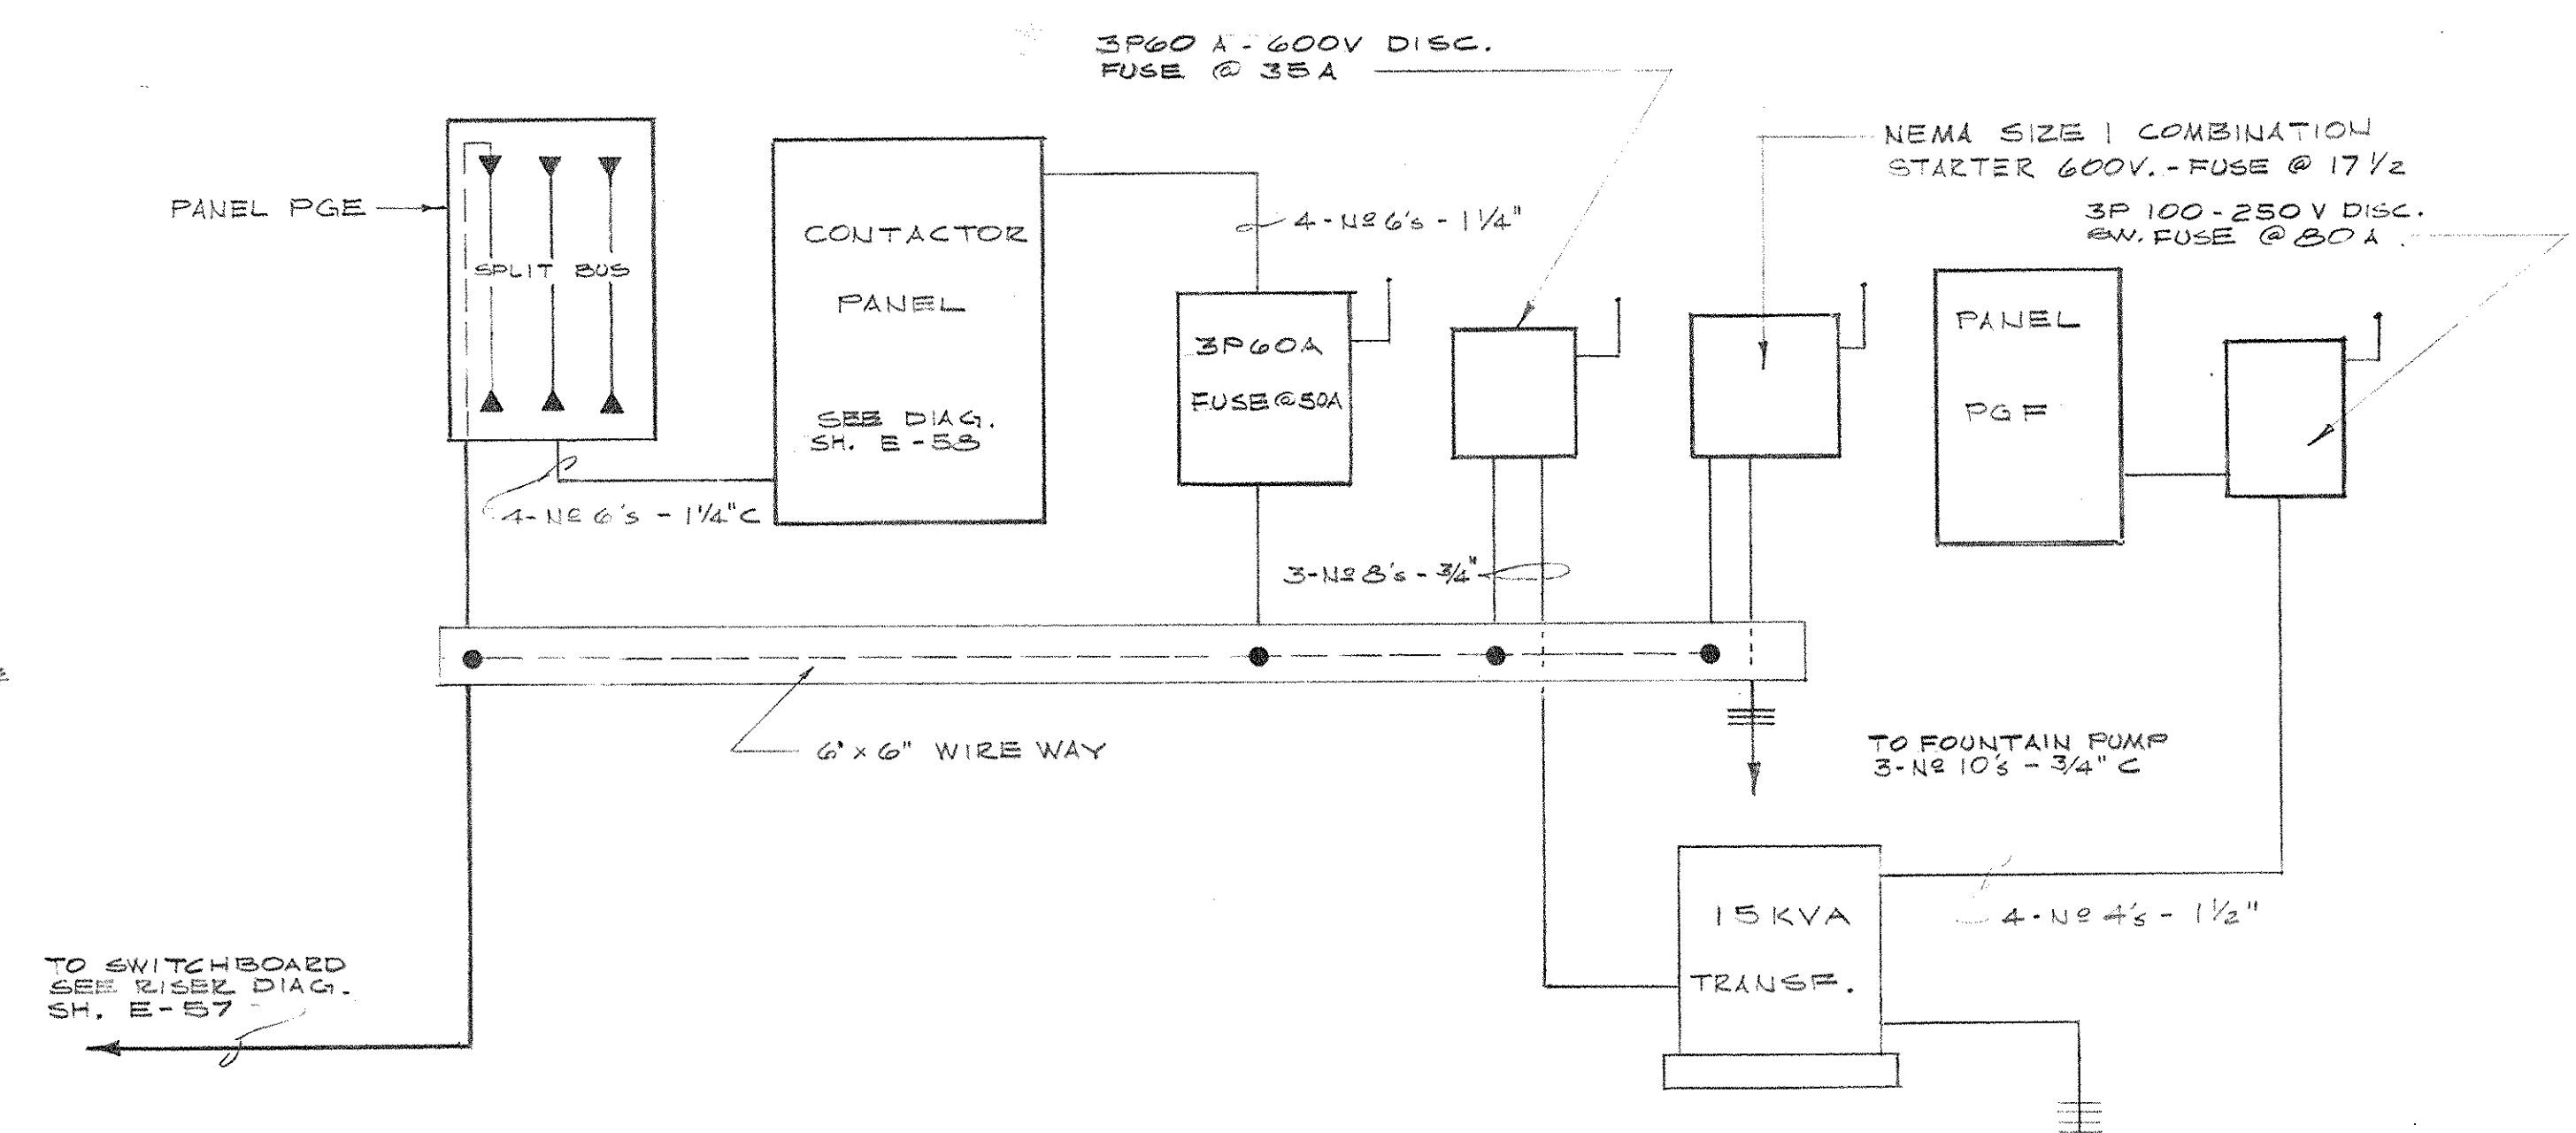 3P60 A - 600V DISC.
FUSE @ 35 A
NEMA SIZE 1 COMBINATION
STARTER 600V. - FUSE @ 17 1/2
3P 100 - 250 V DISC.
SW. FUSE @ 80 A
PANEL PGE
SPLIT BUS
CONTACTOR
PANEL
SEE DIAG.
SH. E-58
4-Nº 6's - 1 1/4"
3P60A
FUSE @ 50A
PANEL
PGF
4-Nº 6's - 1 1/4" C
3-Nº 8's - 3/4"
6" x 6" WIRE WAY
TO FOUNTAIN PUMP
3-Nº 10's - 3/4" C
15 KVA
TRANSF.
4-Nº 4's - 1 1/2"
TO SWITCHBOARD
SEE RISER DIAG.
SH. E-57